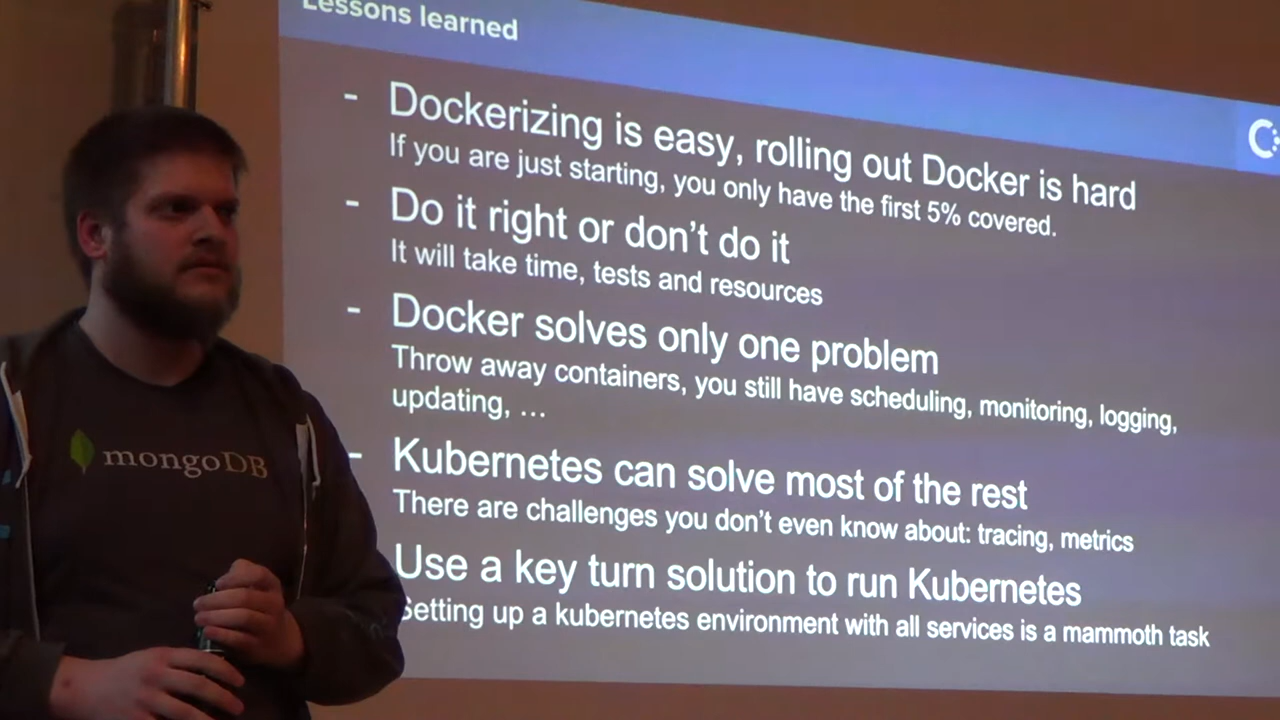 Lessons learned
- Dockerizing is easy, rolling out Docker is hard
If you are just starting, you only have the first 5% covered.
- Do it right or don't do it
It will take time, tests and resources
- Docker solves only one problem
Throw away containers, you still have scheduling, monitoring, logging,
updating, ...
- Kubernetes can solve most of the rest
There are challenges you don't even know about: tracing, metrics
Use a key turn solution to run Kubernetes
Setting up a kubernetes environment with all services is a mammoth task
mongoDB